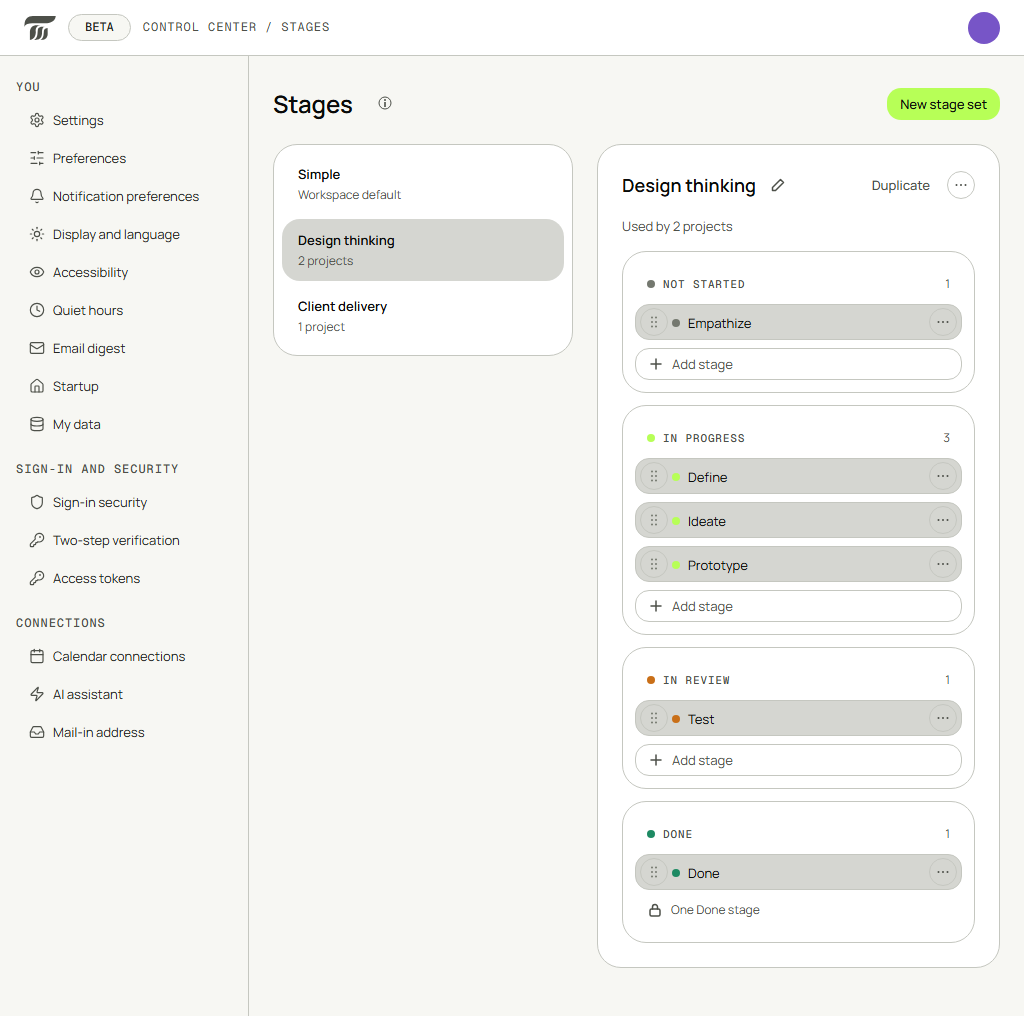 BETA
CONTROL CENTER / STAGES
YOU
Settings
Preferences
Notification preferences
Display and language
Accessibility
Quiet hours
Email digest
Startup
My data
SIGN-IN AND SECURITY
Sign-in security
Two-step verification
Access tokens
CONNECTIONS
Calendar connections
AI assistant
Mail-in address
Stages
New stage set
Simple
Workspace default
Design thinking
2 projects
Client delivery
1 project
Design thinking
Duplicate
Used by 2 projects
NOT STARTED 1
Empathize
Add stage
IN PROGRESS 3
Define
Ideate
Prototype
Add stage
IN REVIEW 1
Test
Add stage
DONE 1
Done
One Done stage